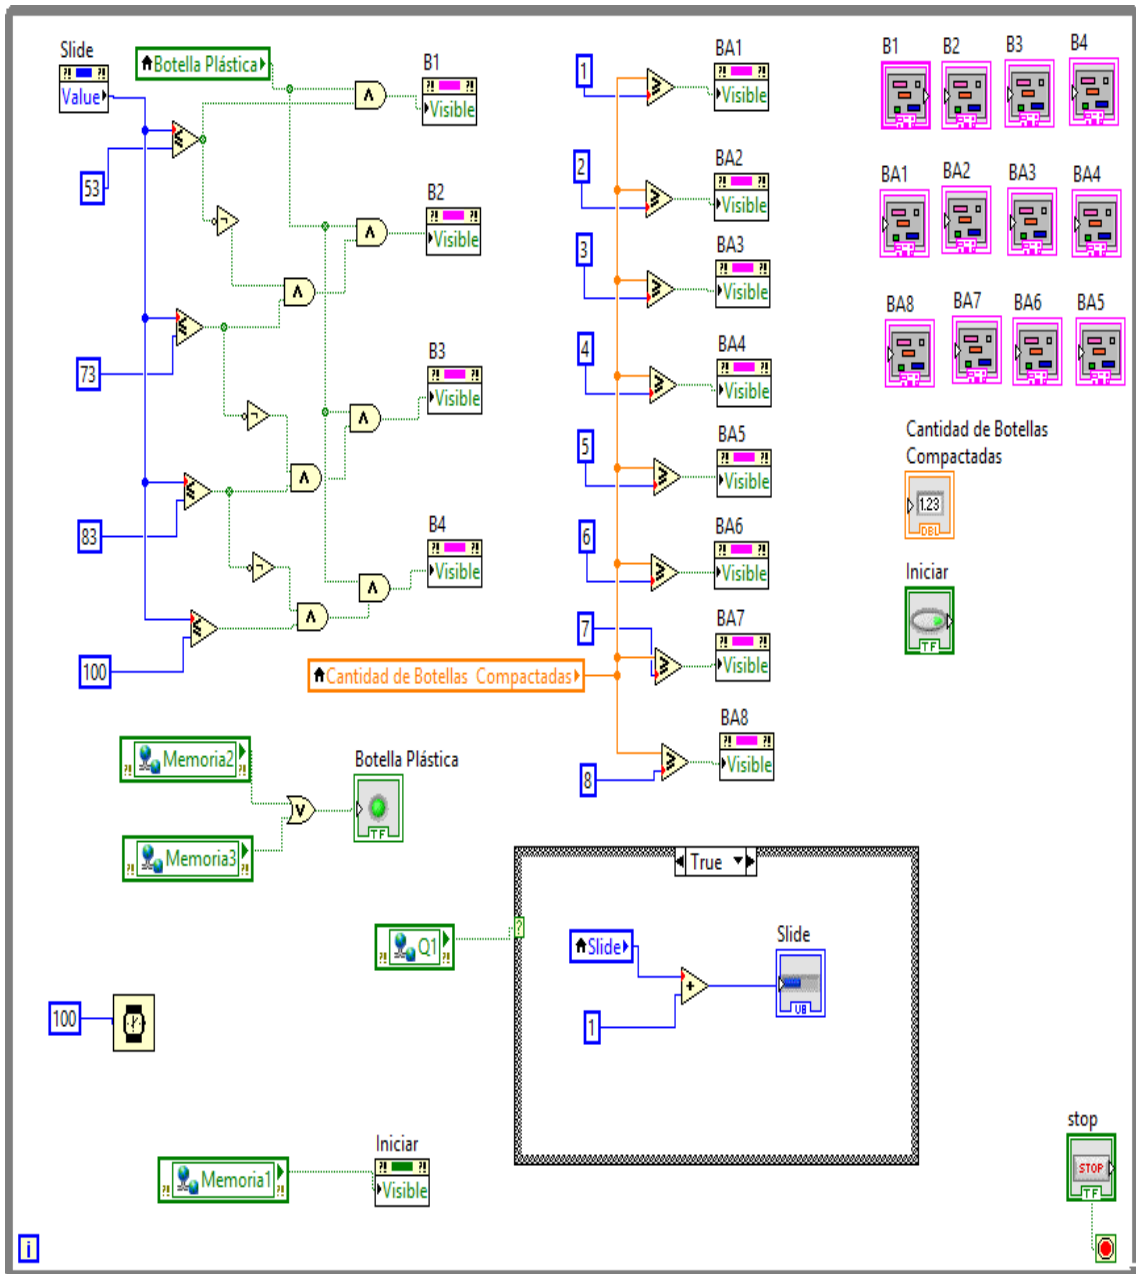 Slide
Value
Botella Plástica
B1
Visible
53
B2
Visible
73
B3
Visible
83
B4
Visible
100
1
BA1
Visible
2
BA2
Visible
3
BA3
Visible
4
BA4
Visible
5
BA5
Visible
6
BA6
Visible
7
BA7
Visible
Cantidad de Botellas Compactadas
8
BA8
Visible
B1
B2
B3
B4
BA1
BA2
BA3
BA4
BA8
BA7
BA6
BA5
Cantidad de Botellas
Compactadas
1.23
DBL
Iniciar
TF
Memoria2
Memoria3
Botella Plástica
TF
True
Q1
?
Slide
1
Slide
U8
100
Memoria1
Iniciar
Visible
stop
STOP
TF
i